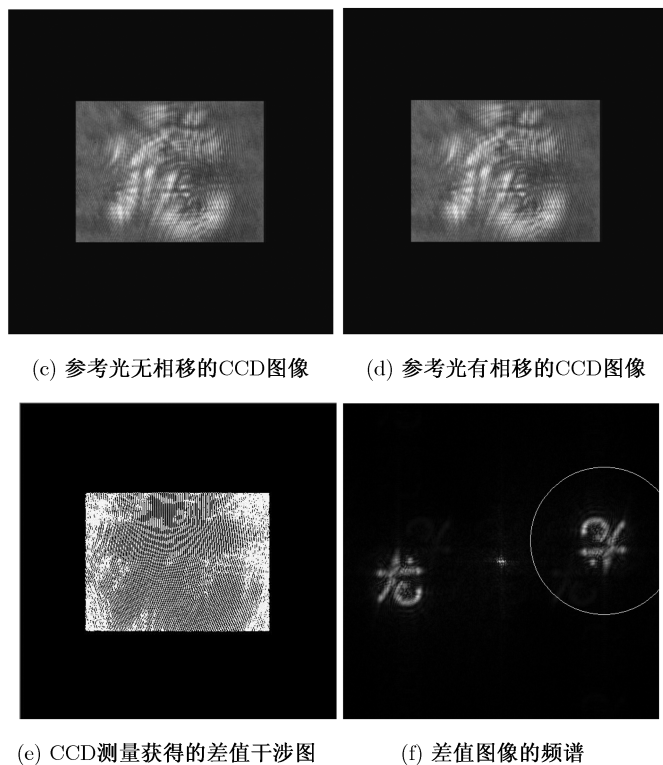 (c) 参考光无相移的CCD图像
(d) 参考光有相移的CCD图像
光
(e) CCD测量获得的差值干涉图
(f) 差值图像的频谱